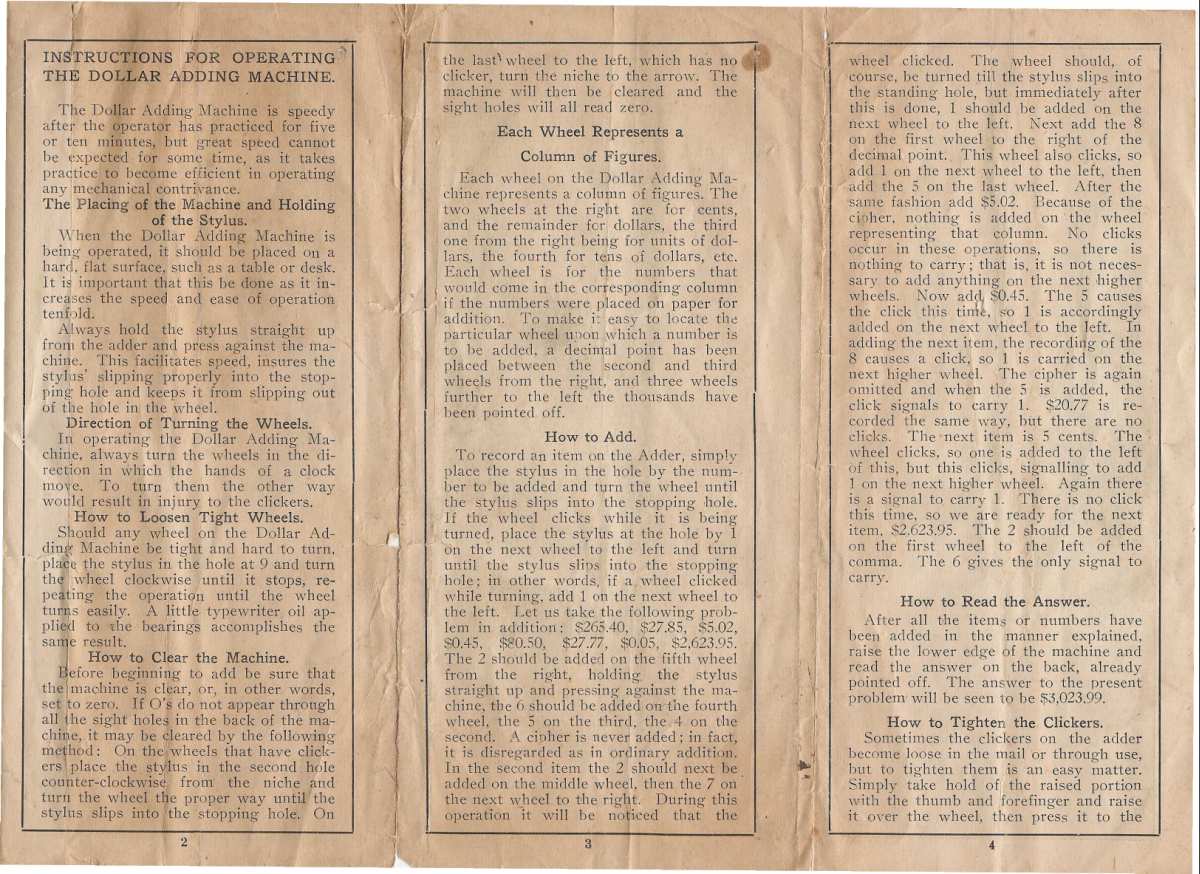 INSTRUCTIONS FOR OPERATING
THE DOLLAR ADDING MACHINE.
The Dollar Adding Machine is speedy
after the operator has practiced for five
or ten minutes, but great speed cannot
be expected for some time, as it takes
practice to become efficient in operating
any mechanical contrivance.
The Placing of the Machine and Holding
of the Stylus.
When the Dollar Adding Machine is
being operated, it should be placed on a
hard, flat surface, such as a table or desk.
It is important that this be done as it in-
creases the speed and ease of operation
tenfold.
Always hold the stylus straight up
from the adder and press against the ma-
chine. This facilitates speed, insures the
stylus' slipping properly into the stop-
ping hole and keeps it from slipping out
of the hole in the wheel.
Direction of Turning the Wheels.
In operating the Dollar Adding Ma-
chine, always turn the wheels in the di-
rection in which the hands of a clock
move. To turn them the other way
would result in injury to the clickers.
How to Loosen Tight Wheels.
Should any wheel on the Dollar Ad-
ding Machine be tight and hard to turn,
place the stylus in the hole at 9 and turn
the wheel clockwise until it stops, re-
peating the operation until the wheel
turns easily. A little typewriter oil ap-
plied to the bearings accomplishes the
same result.
How to Clear the Machine.
Before beginning to add be sure that
the machine is clear, or, in other words,
set to zero. If O's do not appear through
all the sight holes in the back of the ma-
chine, it may be cleared by the following
method: On the wheels that have click-
ers place the stylus in the second hole
counter-clockwise from the niche and
turn the wheel the proper way until the
stylus slips into the stopping hole. On
2
the last wheel to the left, which has no
clicker, turn the niche to the arrow. The
machine will then be cleared and the
sight holes will all read zero.
Each Wheel Represents a
Column of Figures.
Each wheel on the Dollar Adding Ma-
chine represents a column of figures. The
two wheels at the right are for cents,
and the remainder for dollars, the third
one from the right being for units of dol-
lars, the fourth for tens of dollars, etc.
Each wheel is for the numbers that
would come in the corresponding column
if the numbers were placed on paper for
addition. To make it easy to locate the
particular wheel upon which a number is
to be added, a decimal point has been
placed between the second and third
wheels from the right, and three wheels
further to the left the thousands have
been pointed off.
How to Add.
To record an item on the Adder, simply
place the stylus in the hole by the num-
ber to be added and turn the wheel until
the stylus slips into the stopping hole.
If the wheel clicks while it is being
turned, place the stylus at the hole by 1
on the next wheel to the left and turn
until the stylus slips into the stopping
hole; in other words, if a wheel clicked
while turning, add 1 on the next wheel to
the left. Let us take the following prob-
lem in addition: $265.40, $27.85, $5.02,
$0.45, $80.50, $27.77, $0.05, $2,623.95.
The 2 should be added on the fifth wheel
from the right, holding the stylus
straight up and pressing against the ma-
chine, the 6 should be added on the fourth
wheel, the 5 on the third, the 4 on the
second. A cipher is never added; in fact,
it is disregarded as in ordinary addition.
In the second item the 2 should next be
added on the middle wheel, then the 7 on
the next wheel to the right. During this
operation it will be noticed that the
3
wheel clicked. The wheel should, of
course, be turned till the stylus slips into
the standing hole, but immediately after
this is done, 1 should be added on the
next wheel to the left. Next add the 8
on the first wheel to the right of the
decimal point. This wheel also clicks, so
add 1 on the next wheel to the left, then
add the 5 on the last wheel. After the
same fashion add $5.02. Because of the
cipher, nothing is added on the wheel
representing that column. No clicks
occur in these operations, so there is
nothing to carry; that is, it is not neces-
sary to add anything on the next higher
wheels. Now add $0.45. The 5 causes
the click this time, so 1 is accordingly
added on the next wheel to the left. In
adding the next item, the recording of the
8 causes a click, so 1 is carried on the
next higher wheel. The cipher is again
omitted and when the 5 is added, the
click signals to carry 1. $20.77 is re-
corded the same way, but there are no
clicks. The next item is 5 cents. The
wheel clicks, so one is added to the left
of this, but this clicks, signalling to add
1 on the next higher wheel. Again there
is a signal to carry 1. There is no click
this time, so we are ready for the next
item, $2,623.95. The 2 should be added
on the first wheel to the left of the
comma. The 6 gives the only signal to
carry.
How to Read the Answer.
After all the items or numbers have
been added in the manner explained,
raise the lower edge of the machine and
read the answer on the back, already
pointed off. The answer to the present
problem will be seen to be $3,023.99.
How to Tighten the Clickers.
Sometimes the clickers on the adder
become loose in the mail or through use,
but to tighten them is an easy matter.
Simply take hold of the raised portion
with the thumb and forefinger and raise
it over the wheel, then press it to the
4